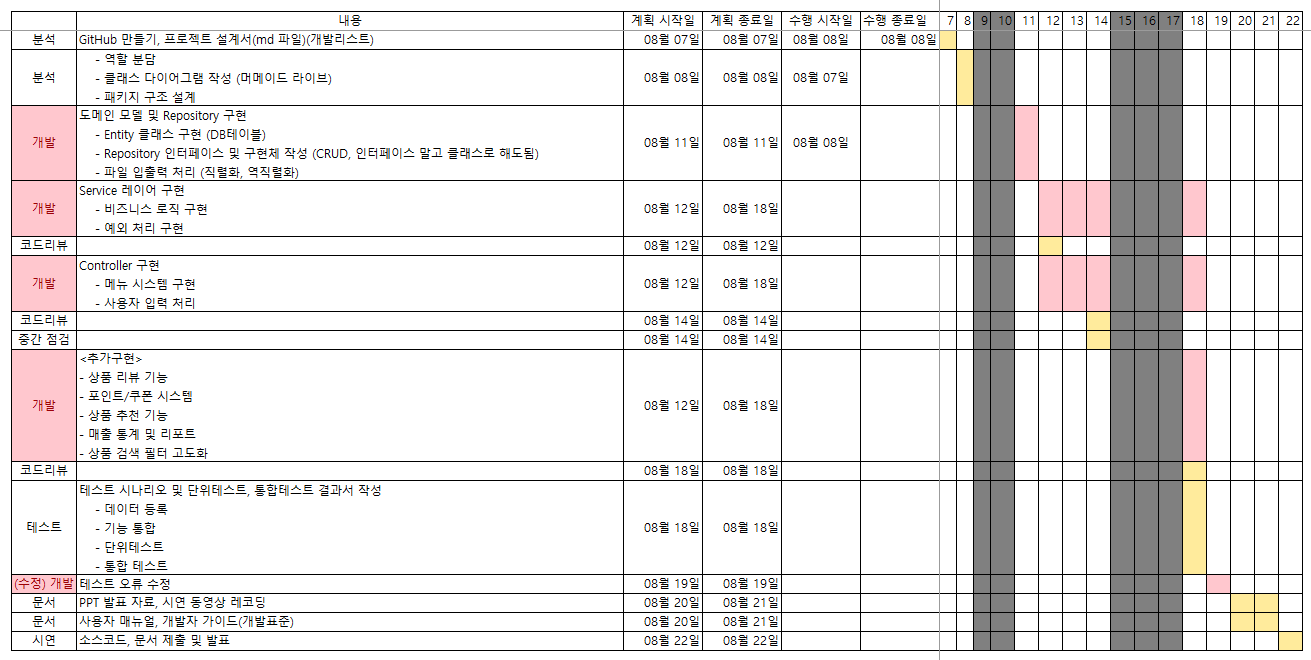 내용 계획 시작일 계획 종료일 수행 시작일 수행 종료일 7 8 9 10 11 12 13 14 15 16 17 18 19 20 21 22
분석 GitHub 만들기, 프로젝트 설계서(md 파일)(개발리스트) 08월 07일 08월 07일 08월 08일 08월 08일
- 역할 분담
분석 - 클래스 다이어그램 작성 (머메이드 라이브) 08월 08일 08월 08일 08월 07일
- 패키지 구조 설계
도메인 모델 및 Repository 구현
- Entity 클래스 구현 (DB테이블)
개발 08월 11일 08월 11일 08월 08일
- Repository 인터페이스 및 구현체 작성 (CRUD, 인터페이스 말고 클래스로 해도됨)
- 파일 입출력 처리 (직렬화, 역직렬화)
Service 레이어 구현
개발 - 비즈니스 로직 구현 08월 12일 08월 18일
- 예외 처리 구현
코드리뷰 08월 12일 08월 12일
Controller 구현
개발 - 메뉴 시스템 구현 08월 12일 08월 18일
- 사용자 입력 처리
코드리뷰 08월 14일 08월 14일
중간 점검 08월 14일 08월 14일
<추가구현>
- 상품 리뷰 기능
- 포인트/쿠폰 시스템
개발 08월 12일 08월 18일
- 상품 추천 기능
- 매출 통계 및 리포트
- 상품 검색 필터 고도화
코드리뷰 08월 18일 08월 18일
테스트 시나리오 및 단위테스트, 통합테스트 결과서 작성
- 데이터 등록
테스트 - 기능 통합 08월 18일 08월 18일
- 단위테스트
- 통합 테스트
(수정) 개발 테스트 오류 수정 08월 19일 08월 19일
문서 PPT 발표 자료, 시연 동영상 레코딩 08월 20일 08월 21일
문서 사용자 매뉴얼, 개발자 가이드(개발표준) 08월 20일 08월 21일
시연 소스코드, 문서 제출 및 발표 08월 22일 08월 22일